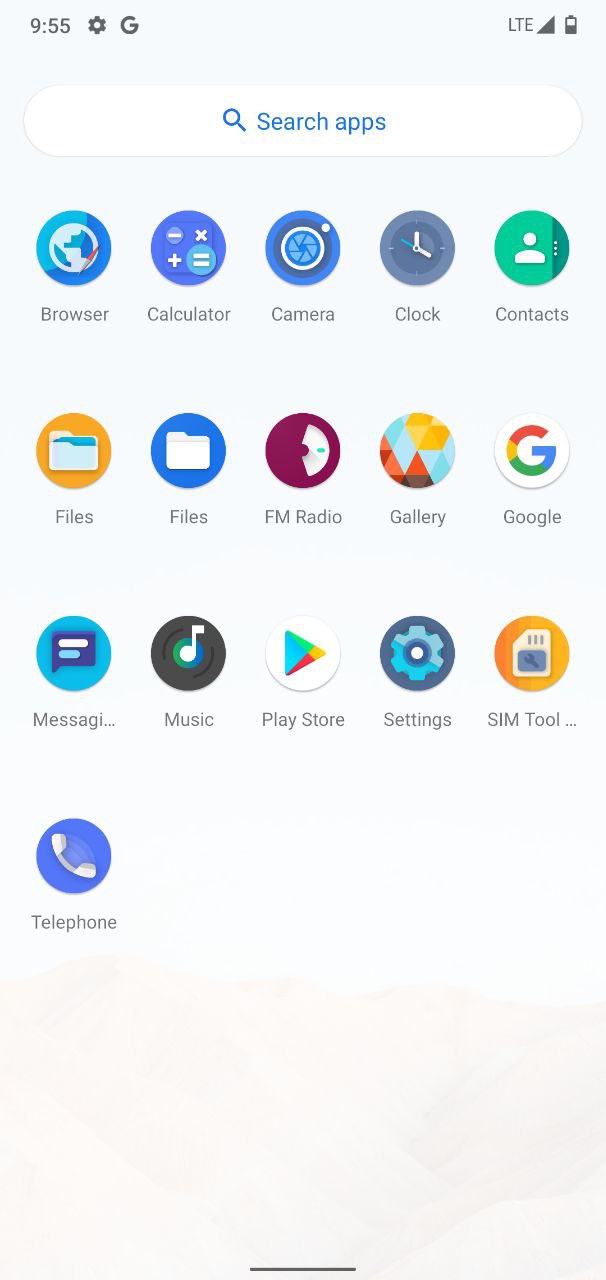 9:55 LTE
Search apps
Browser Calculator Camera Clock Contacts
Files Files FM Radio Gallery Google
Messagi... Music Play Store Settings SIM Tool ...
Telephone